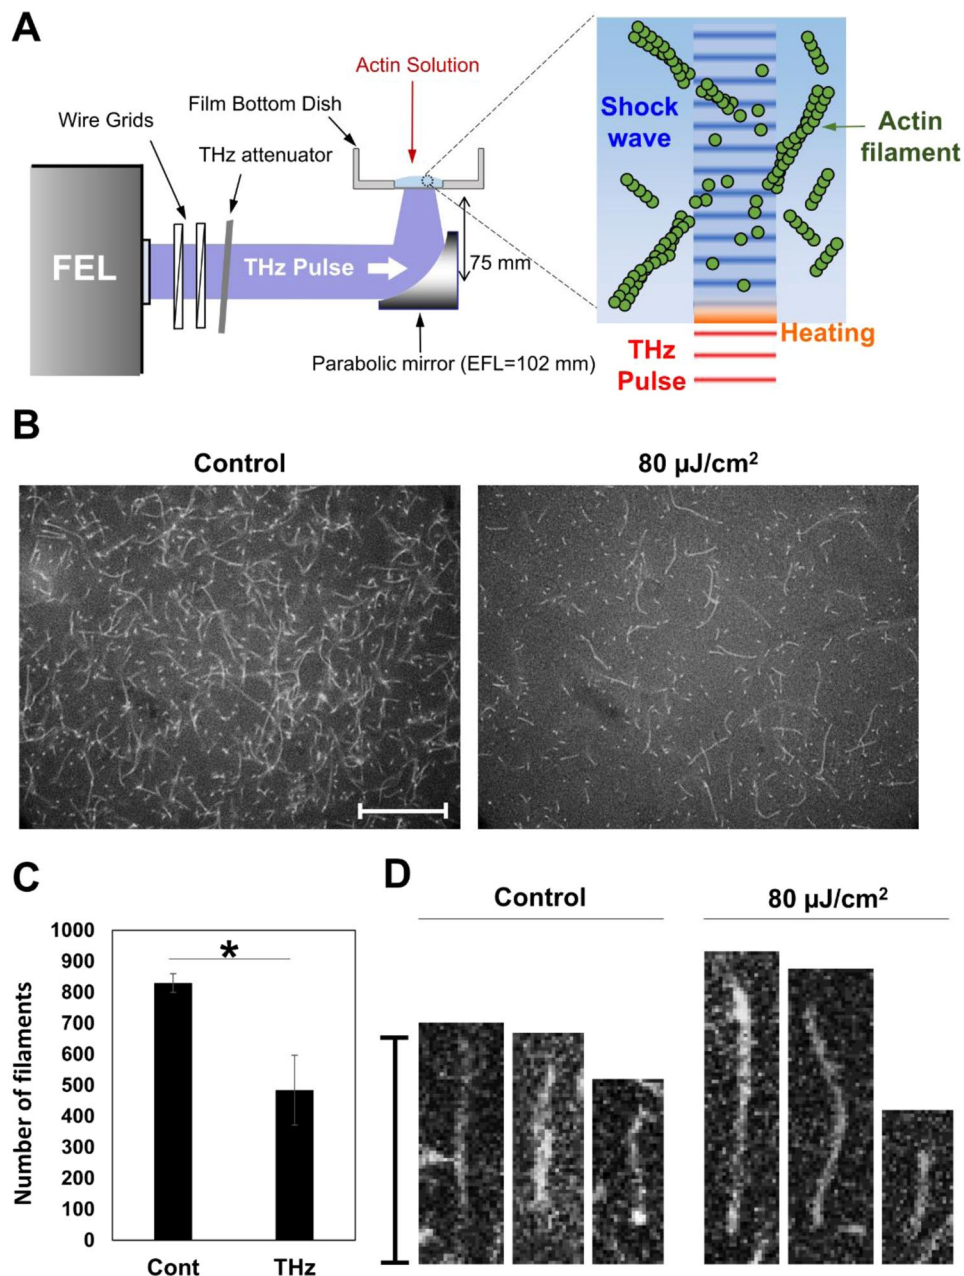 A
Actin Solution
Film Bottom Dish
Wire Grids
THz attenuator
FEL
THz Pulse
75 mm
Parabolic mirror (EFL=102 mm)
Shock
wave
Actin
filament
Heating
THz
Pulse
B
Control
80 µJ/cm²
C
Number of filaments
1000
900
800
700
600
500
400
300
200
100
0
*
Cont
THz
D
Control
80 µJ/cm²